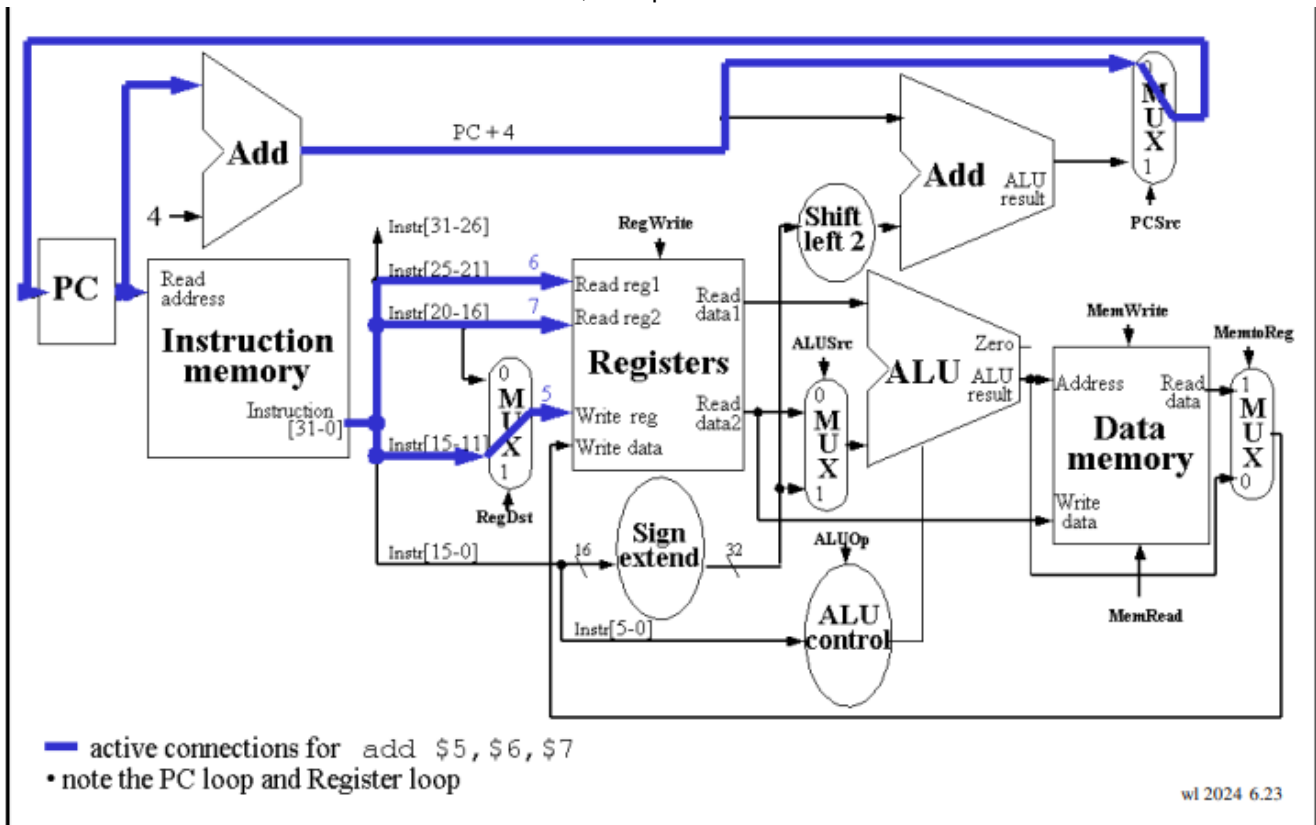 0
M
U
X
1
PC + 4
Add
Add
ALU
result
4
Shift
left 2
PCSrc
Instr[31-26]
RegWrite
PC
Read
address
Instr[25-21]
6
Read reg1
Read
data1
Instruction
memory
Instr[20-16]
7
Read reg2
Registers
ALUSrc
ALU
Zero
ALU
result
MemWrite
MemtoReg
0
M
U
X
1
5
Write reg
Read
data2
0
M
U
X
1
Address
Read
data
1
M
U
X
0
Instruction
[31-0]
Instr[15-11]
Write data
Data
memory
RegDst
Write
data
Instr[15-0]
16
Sign
extend
32
ALUOp
MemRead
Instr[5-0]
ALU
control
active connections for add $5,$6,$7
• note the PC loop and Register loop
wl 2024 6.23